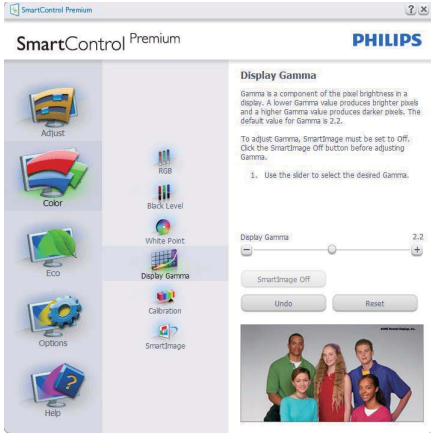 SmartControl Premium
SmartControl Premium
PHILIPS
Adjust
Color
Eco
Options
Help
RGB
Black Level
White Point
Display Gamma
Calibration
SmartImage
Display Gamma
Gamma is a component of the pixel brightness in a
display. A lower Gamma value produces brighter pixels
and a higher Gamma value produces darker pixels. The
default value for Gamma is 2.2.
To adjust Gamma, SmartImage must be set to Off.
Click the SmartImage Off button before adjusting
Gamma.
1. Use the slider to select the desired Gamma.
Display Gamma 2.2
SmartImage Off
Undo Reset